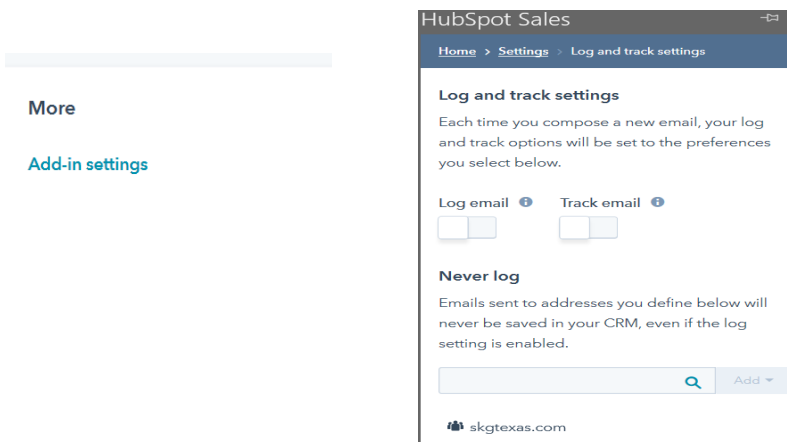 More
Add-in settings
HubSpot Sales
Home > Settings > Log and track settings
Log and track settings
Each time you compose a new email, your log
and track options will be set to the preferences
you select below.
Log email Track email
Never log
Emails sent to addresses you define below will
never be saved in your CRM, even if the log
setting is enabled.
Add
skgtexas.com